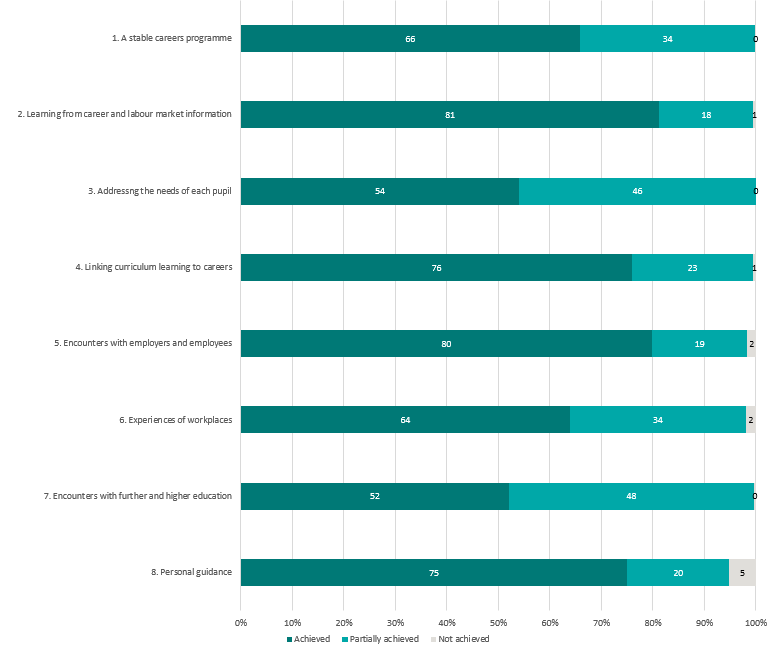 1. A stable careers programme 66 34 0
2. Learning from career and labour market information 81 18 1
3. Addressng the needs of each pupil 54 46 0
4. Linking curriculum learning to careers 76 23 1
5. Encounters with employers and employees 80 19 2
6. Experiences of workplaces 64 34 2
7. Encounters with further and higher education 52 48 0
8. Personal guidance 75 20 5
0% 10% 20% 30% 40% 50% 60% 70% 80% 90% 100%
Achieved Partially achieved Not achieved